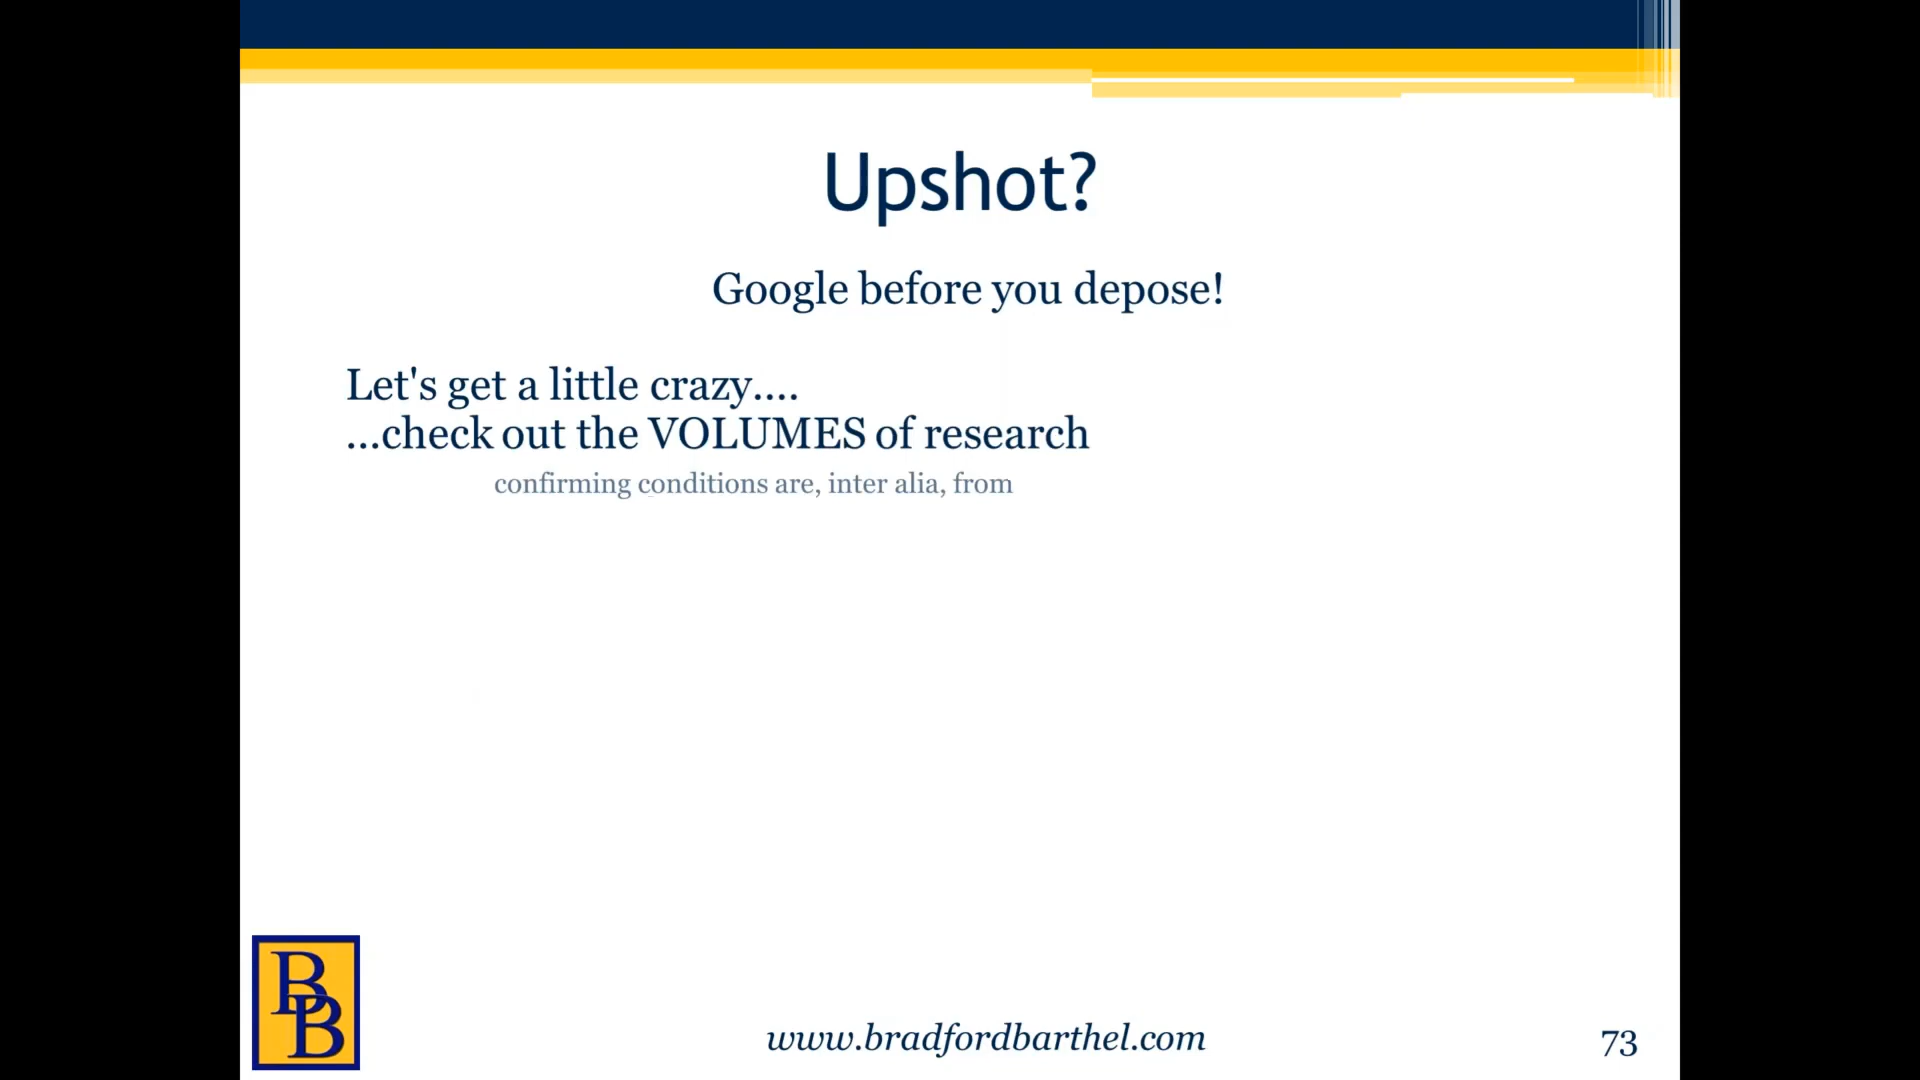 Upshot?
Google before you depose!
Let's get a little crazy....
...check out the VOLUMES of research
confirming conditions are, inter alia, from
BB
www.bradfordbarthel.com
73